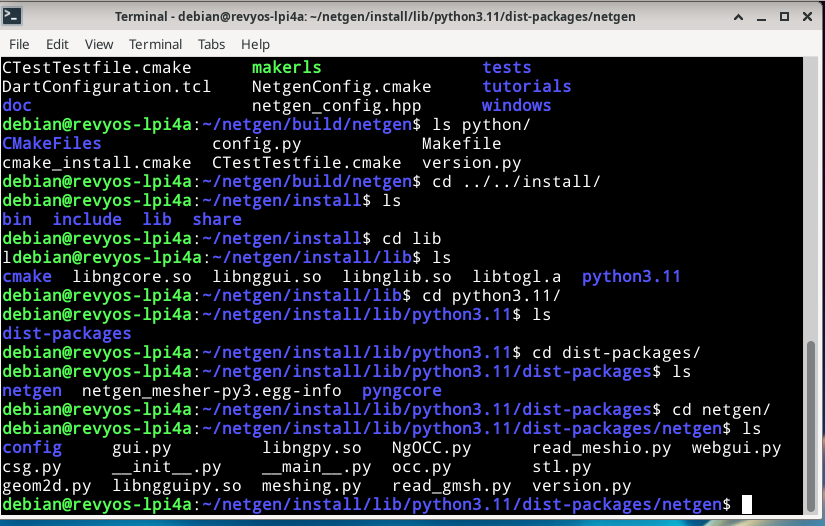 Terminal - debian@revyos-lpi4a: ~/netgen/install/lib/python3.11/dist-packages/netgen
File Edit View Terminal Tabs Help
CTestTestfile.cmake makerls tests
DartConfiguration.tcl NetgenConfig.cmake tutorials
doc netgen_config.hpp windows
debian@revyos-lpi4a:~/netgen/build/netgen$ ls python/
CMakeFiles config.py Makefile
cmake_install.cmake CTestTestfile.cmake version.py
debian@revyos-lpi4a:~/netgen/build/netgen$ cd ../../install/
debian@revyos-lpi4a:~/netgen/install$ ls
bin include lib share
debian@revyos-lpi4a:~/netgen/install$ cd lib
ldebian@revyos-lpi4a:~/netgen/install/lib$ ls
cmake libngcore.so libnggui.so libnglib.so libtogl.a python3.11
debian@revyos-lpi4a:~/netgen/install/lib$ cd python3.11/
debian@revyos-lpi4a:~/netgen/install/lib/python3.11$ ls
dist-packages
debian@revyos-lpi4a:~/netgen/install/lib/python3.11$ cd dist-packages/
debian@revyos-lpi4a:~/netgen/install/lib/python3.11/dist-packages$ ls
netgen netgen_mesher-py3.egg-info pyngcore
debian@revyos-lpi4a:~/netgen/install/lib/python3.11/dist-packages$ cd netgen/
debian@revyos-lpi4a:~/netgen/install/lib/python3.11/dist-packages/netgen$ ls
config gui.py libngpy.so NgOCC.py read_meshio.py webgui.py
csg.py __init__.py __main__.py occ.py stl.py
geom2d.py libngguipy.so meshing.py read_gmsh.py version.py
debian@revyos-lpi4a:~/netgen/install/lib/python3.11/dist-packages/netgen$